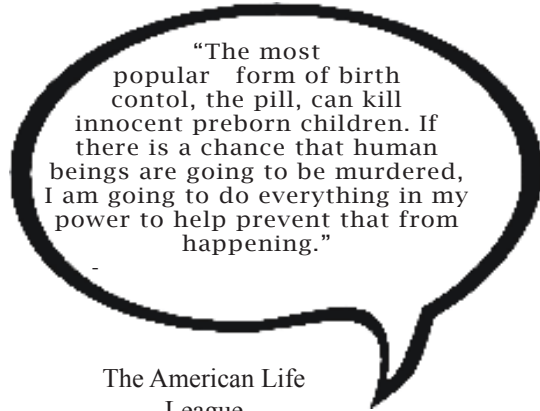 “The most
popular form of birth
contol, the pill, can kill
innocent preborn children. If
there is a chance that human
beings are going to be murdered,
I am going to do everything in my
power to help prevent that from
happening.”
-
The American Life
League